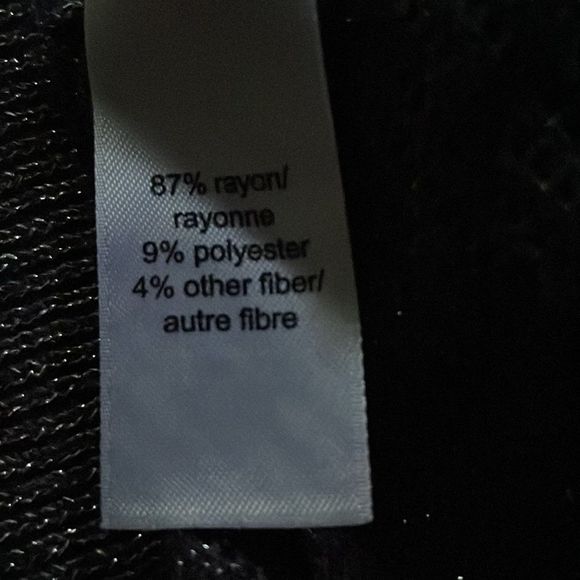 87% rayon/
rayonne
9% polyester
4% other fiber/
autre fibre